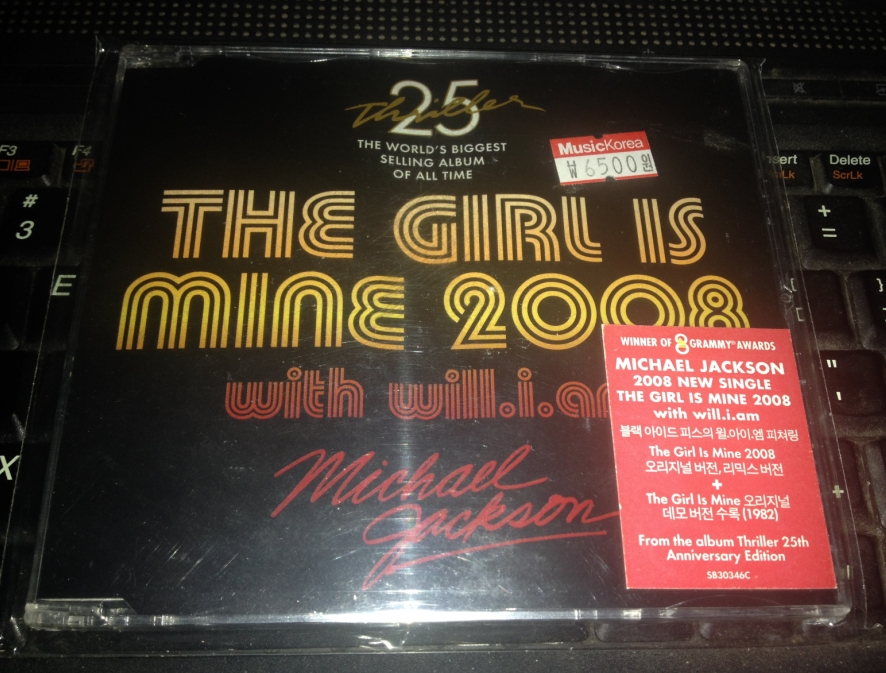 25
Thriller
THE WORLD'S BIGGEST
SELLING ALBUM
OF ALL TIME
MusicKorea
₩6500원
THE GIRL IS
MINE 2008
with will.i.am
Michael
Jackson
WINNER OF 8 GRAMMY® AWARDS
MICHAEL JACKSON
2008 NEW SINGLE
THE GIRL IS MINE 2008
with will.i.am
블랙 아이드 피스의 윌.아이.엠 피처링
The Girl Is Mine 2008
오리지널 버전, 리믹스 버전
+
The Girl Is Mine 오리지널
데모 버전 수록 (1982)
From the album Thriller 25th
Anniversary Edition
SB30346C
F3
F4
#
3
E
X
Delete
ScrLk
+
=
{
[
}
"
'